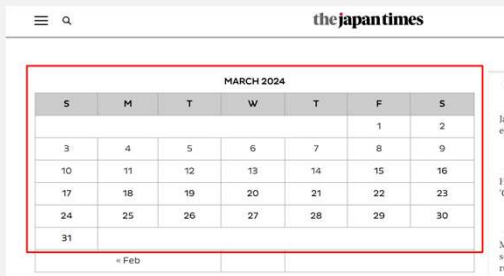 the japan times
MARCH 2024
S M T W T F S
1 2
3 4 5 6 7 8 9
10 11 12 13 14 15 16
17 18 19 20 21 22 23
24 25 26 27 28 29 30
31
« Feb